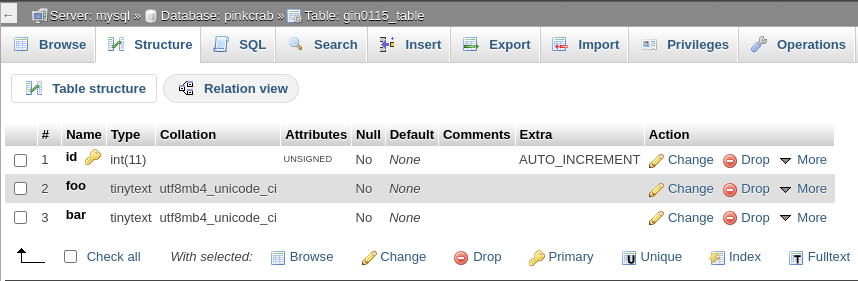 ← Server: mysql » Database: pinkcrab » Table: gin0115_table
Browse Structure SQL Search Insert Export Import Privileges Operations
Table structure Relation view
# Name Type Collation Attributes Null Default Comments Extra Action
1 id int(11) UNSIGNED No None AUTO_INCREMENT Change Drop More
2 foo tinytext utf8mb4_unicode_ci No None Change Drop More
3 bar tinytext utf8mb4_unicode_ci No None Change Drop More
Check all With selected: Browse Change Drop Primary U Unique Index T Fulltext